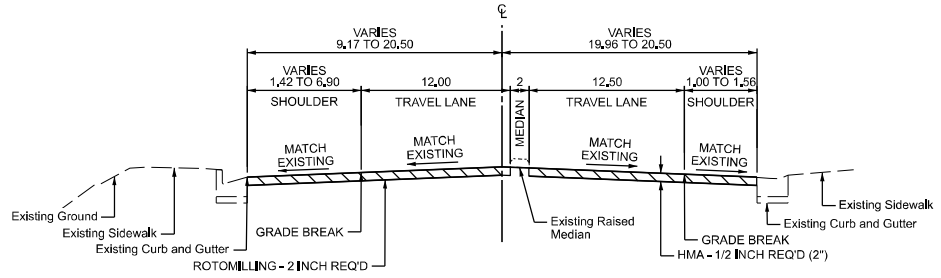 ℄
VARIES
9.17 TO 20.50
VARIES
19.96 TO 20.50
VARIES
1.42 TO 6.90
12.00
2
12.50
VARIES
1.00 TO 1.56
SHOULDER
TRAVEL LANE
MEDIAN
TRAVEL LANE
SHOULDER
MATCH
EXISTING
MATCH
EXISTING
MATCH
EXISTING
MATCH
EXISTING
Existing Ground
Existing Sidewalk
Existing Curb and Gutter
GRADE BREAK
ROTOMILLING - 2 INCH REQ'D
Existing Raised
Median
Existing Sidewalk
Existing Curb and Gutter
GRADE BREAK
HMA - 1/2 INCH REQ'D (2")